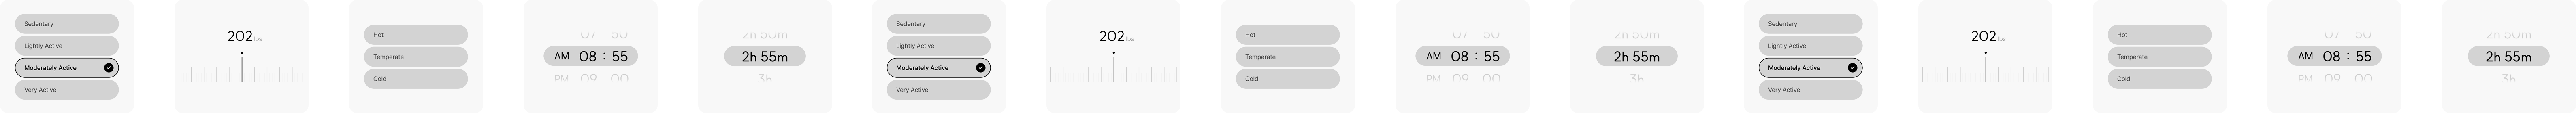 Sedentary
Lightly Active
Moderately Active
Very Active
202 lbs
Hot
Temperate
Cold
07 50
AM 08 : 55
PM 09 00
2h 50m
2h 55m
3h
Sedentary
Lightly Active
Moderately Active
Very Active
202 lbs
Hot
Temperate
Cold
07 50
AM 08 : 55
PM 09 00
2h 50m
2h 55m
3h
Sedentary
Lightly Active
Moderately Active
Very Active
202 lbs
Hot
Temperate
Cold
07 50
AM 08 : 55
PM 09 00
2h 50m
2h 55m
3h